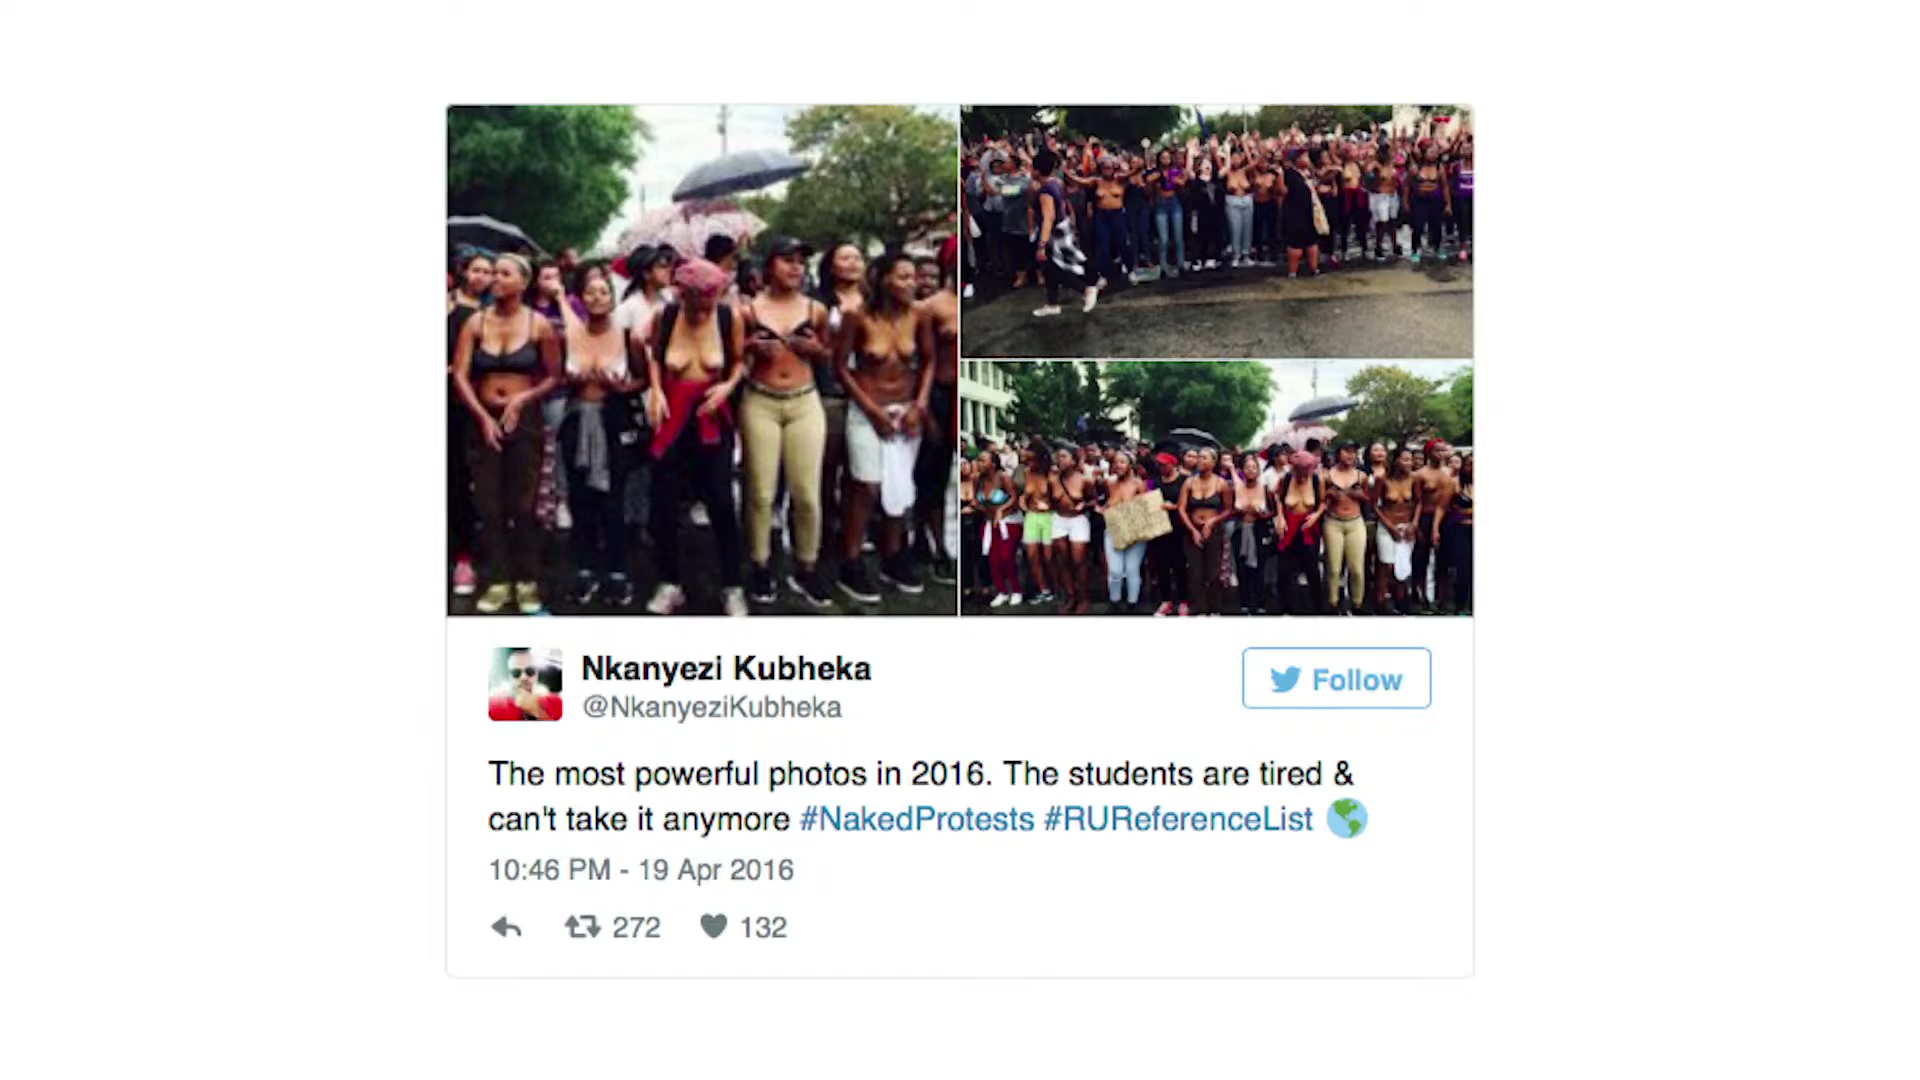 Nkanyezi Kubheka
@NkanyeziKubheka
Follow
The most powerful photos in 2016. The students are tired &
can't take it anymore #NakedProtests #RUReferenceList
10:46 PM - 19 Apr 2016
272 132